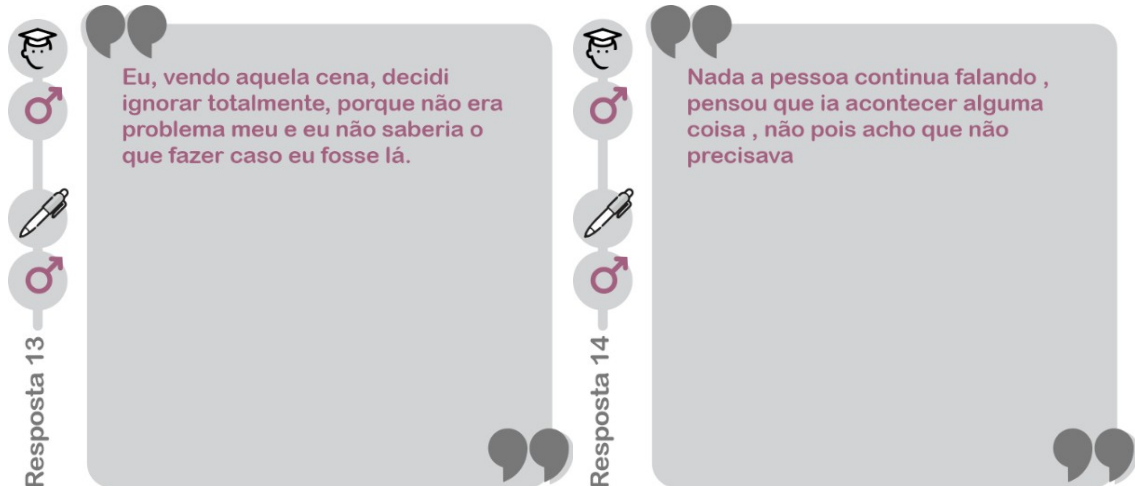 Eu, vendo aquela cena, decidi
ignorar totalmente, porque não era
problema meu e eu não saberia o
que fazer caso eu fosse lá.
Resposta 13
Nada a pessoa continua falando ,
pensou que ia acontecer alguma
coisa , não pois acho que não
precisava
Resposta 14